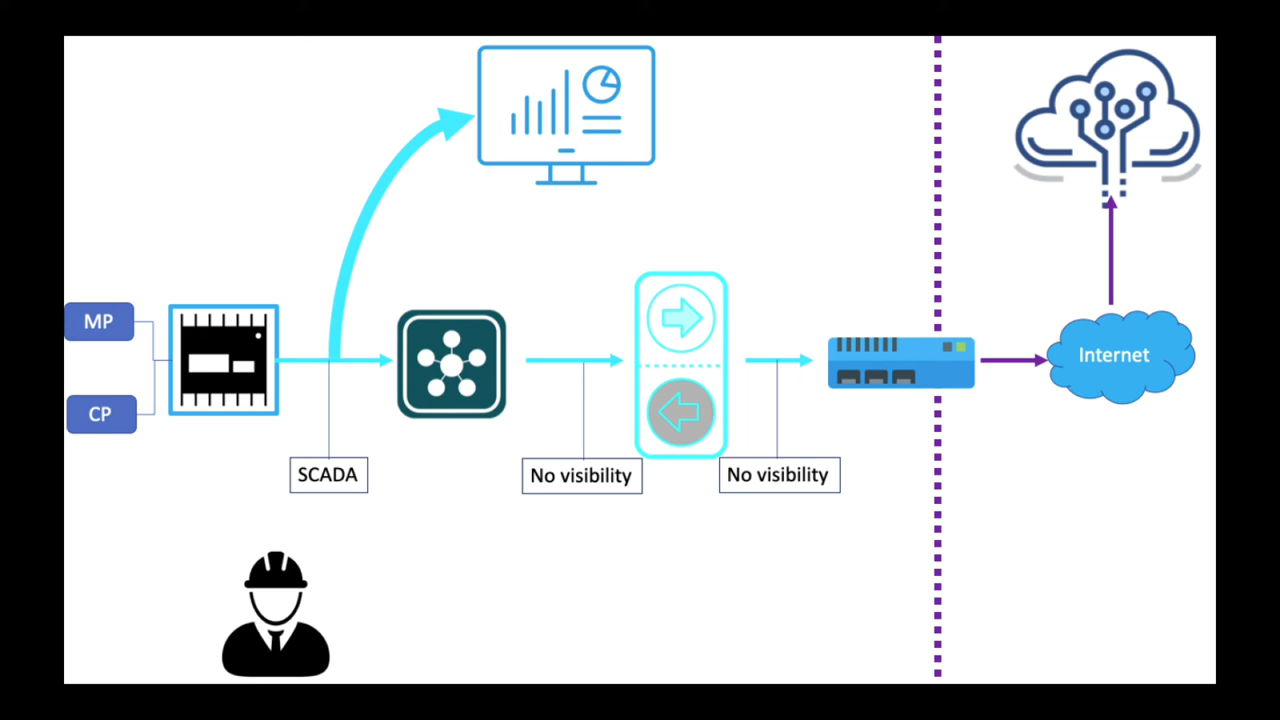 MP
CP
Internet
SCADA
No visibility
No visibility